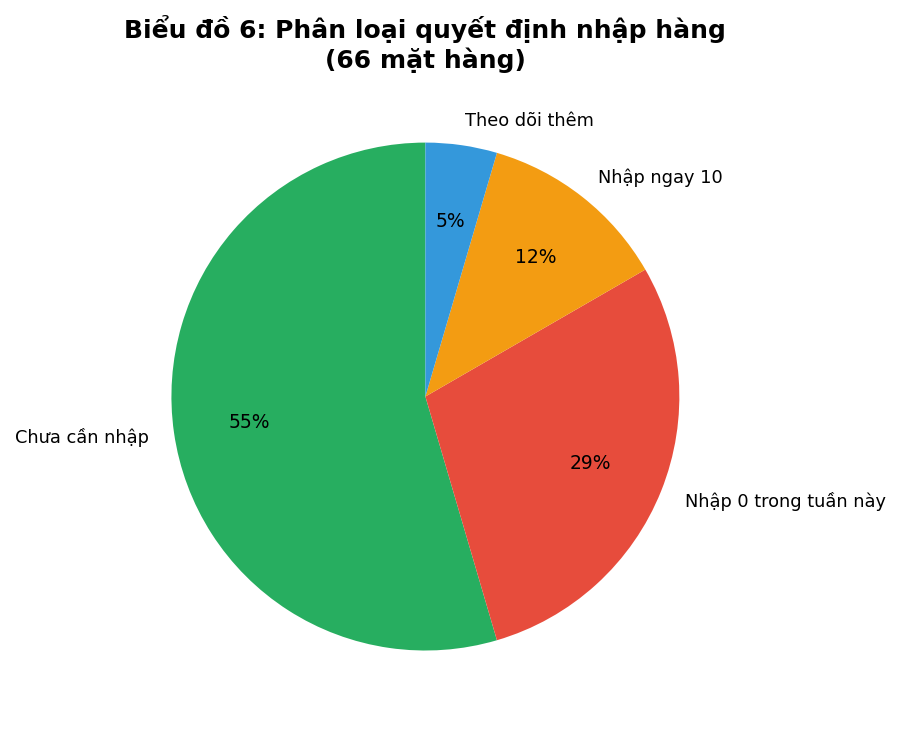 Biểu đồ 6: Phân loại quyết định nhập hàng
(66 mặt hàng)
Theo dõi thêm
Nhập ngay 10
5%
12%
55%
Chưa cần nhập
29%
Nhập 0 trong tuần này